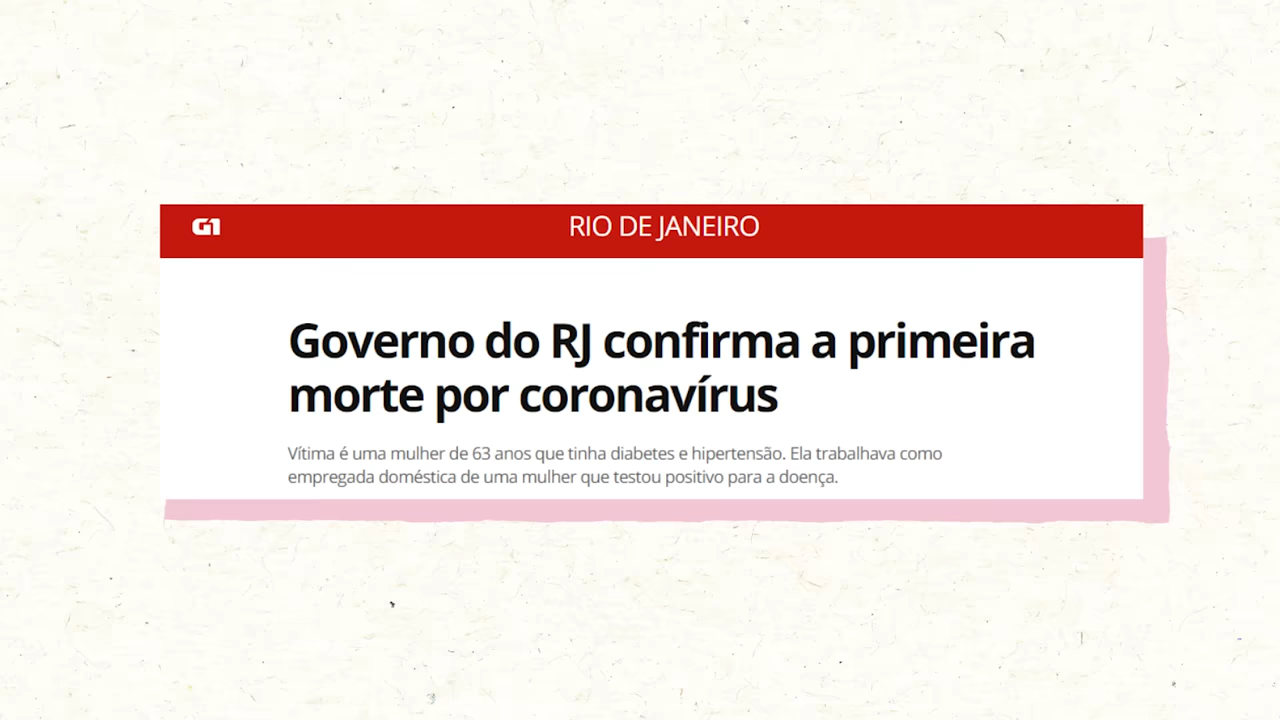 G1
RIO DE JANEIRO
Governo do RJ confirma a primeira
morte por coronavírus
Vítima é uma mulher de 63 anos que tinha diabetes e hipertensão. Ela trabalhava como
empregada doméstica de uma mulher que testou positivo para a doença.